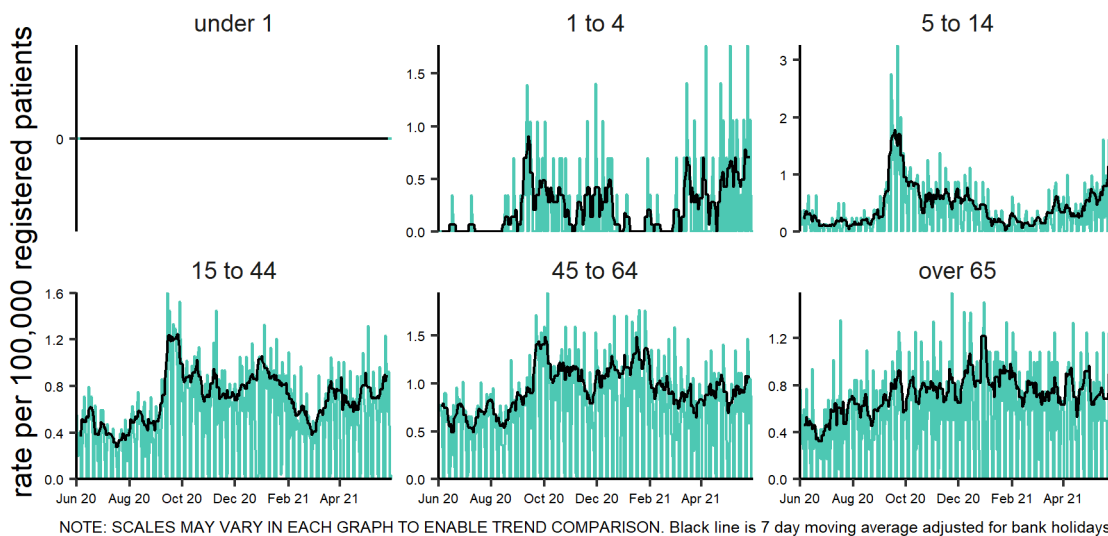 rate per 100,000 registered patients
under 1
1 to 4
5 to 14
0
1.5
1.0
0.5
0.0
3
2
1
0
15 to 44
45 to 64
over 65
1.6
1.2
0.8
0.4
0.0
1.5
1.0
0.5
0.0
1.2
0.8
0.4
0.0
Jun 20 Aug 20 Oct 20 Dec 20 Feb 21 Apr 21
Jun 20 Aug 20 Oct 20 Dec 20 Feb 21 Apr 21
Jun 20 Aug 20 Oct 20 Dec 20 Feb 21 Apr 21
NOTE: SCALES MAY VARY IN EACH GRAPH TO ENABLE TREND COMPARISON. Black line is 7 day moving average adjusted for bank holidays